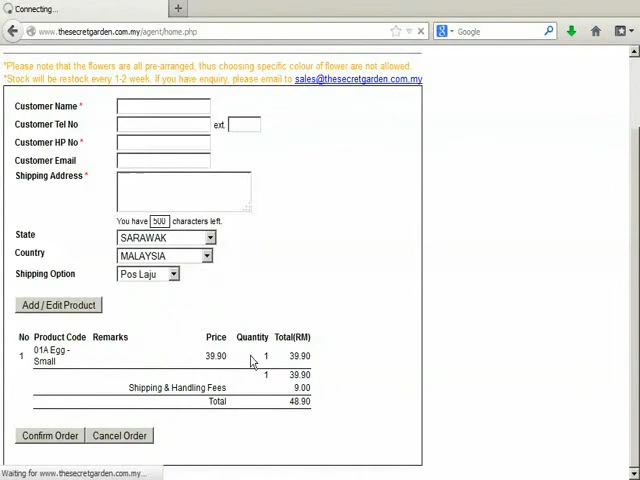 Connecting...
www.thesecretgarden.com.my/agent/home.php
Google
*Please note that the flowers are all pre-arranged, thus choosing specific colour of flower are not allowed.
*Stock will be restock every 1-2 week. If you have enquiry, please email to sales@thesecretgarden.com.my
Customer Name *
Customer Tel No ext.
Customer HP No *
Customer Email
Shipping Address *
You have 500 characters left.
State SARAWAK
Country MALAYSIA
Shipping Option Pos Laju
Add / Edit Product
No Product Code Remarks Price Quantity Total(RM)
1 01A Egg - Small 39.90 1 39.90
1 39.90
Shipping & Handling Fees 9.00
Total 48.90
Confirm Order Cancel Order
Waiting for www.thesecretgarden.com.my...